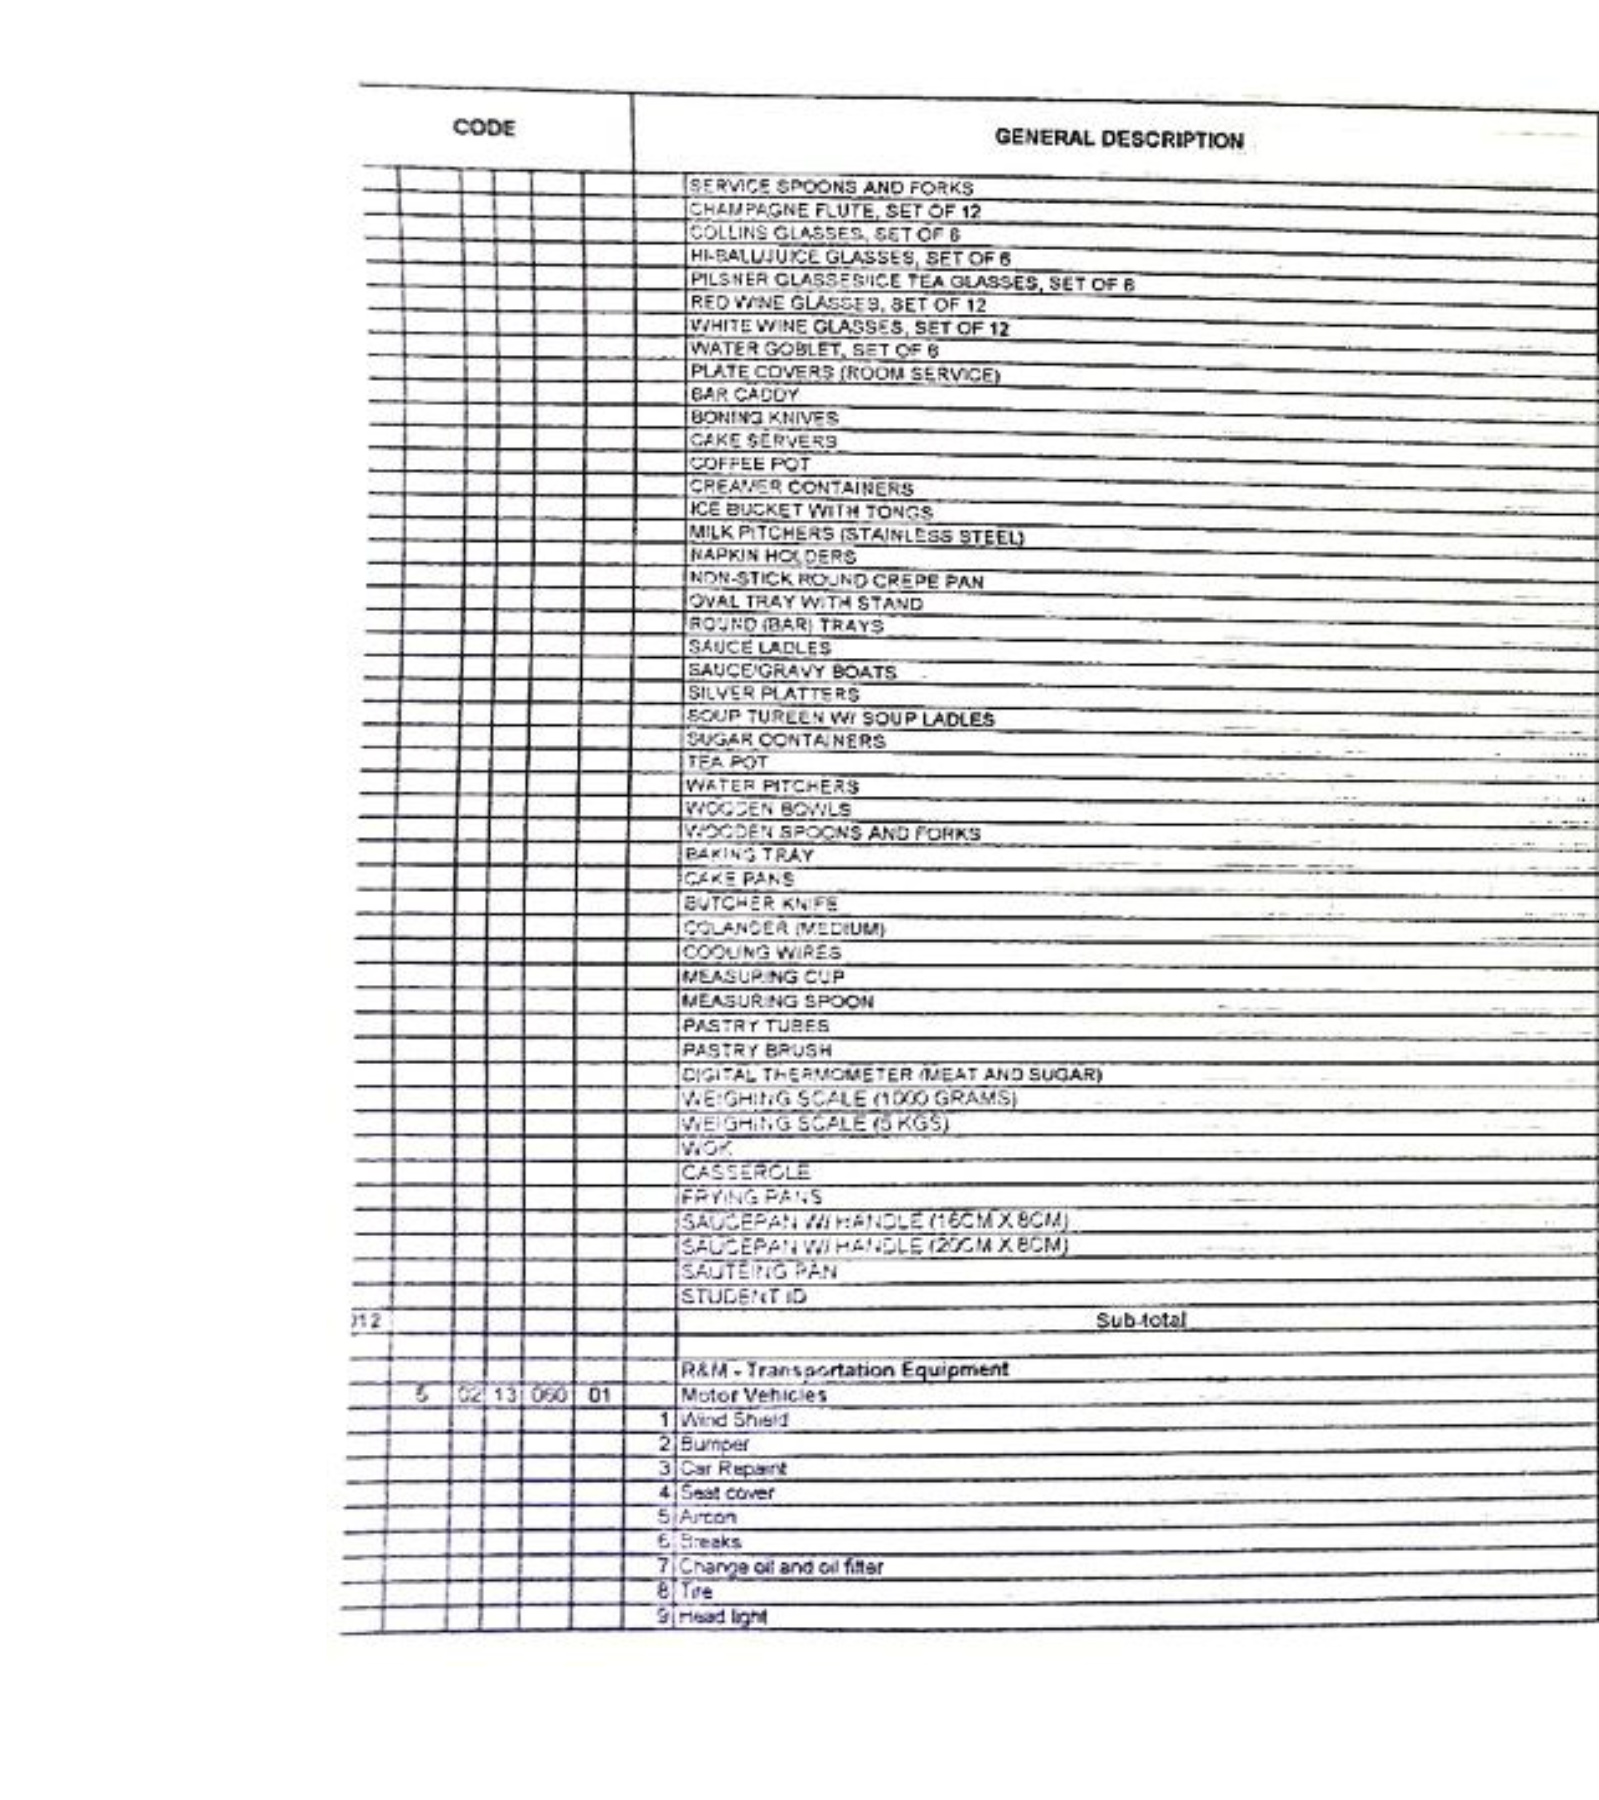 CODE GENERAL DESCRIPTION
SERVICE SPOONS AND FORKS
CHAMPAGNE FLUTE, SET OF 12
COLLINS GLASSES, SET OF 6
HI-BALL/JUICE GLASSES, SET OF 6
PILSNER GLASSES/ICE TEA GLASSES, SET OF 6
RED WINE GLASSES, SET OF 12
WHITE WINE GLASSES, SET OF 12
WATER GOBLET, SET OF 6
PLATE COVERS (ROOM SERVICE)
BAR CADDY
BONING KNIVES
CAKE SERVERS
COFFEE POT
CREAMER CONTAINERS
ICE BUCKET WITH TONGS
MILK PITCHERS (STAINLESS STEEL)
NAPKIN HOLDERS
NON-STICK ROUND CREPE PAN
OVAL TRAY WITH STAND
ROUND (BAR) TRAYS
SAUCE LADLES
SAUCE/GRAVY BOATS
SILVER PLATTERS
SOUP TUREEN W/ SOUP LADLES
SUGAR CONTAINERS
TEA POT
WATER PITCHERS
WOODEN BOWLS
WOODEN SPOONS AND FORKS
BAKING TRAY
CAKE PANS
BUTCHER KNIFE
COLANDER (MEDIUM)
COOLING WIRES
MEASURING CUP
MEASURING SPOON
PASTRY TUBES
PASTRY BRUSH
DIGITAL THERMOMETER (MEAT AND SUGAR)
WEIGHING SCALE (1000 GRAMS)
WEIGHING SCALE (5 KGS)
WOK
CASSEROLE
FRYING PANS
SAUCEPAN W/ HANDLE (16CM X 8CM)
SAUCEPAN W/ HANDLE (20CM X 8CM)
SAUTEING PAN
STUDENT ID
012 Sub-total
R&M - Transportation Equipment
5 02 13 060 01 Motor Vehicles
1 Wind Shield
2 Bumper
3 Car Repaint
4 Seat cover
5 Aircon
6 Breaks
7 Change oil and oil filter
8 Tire
9 Head light